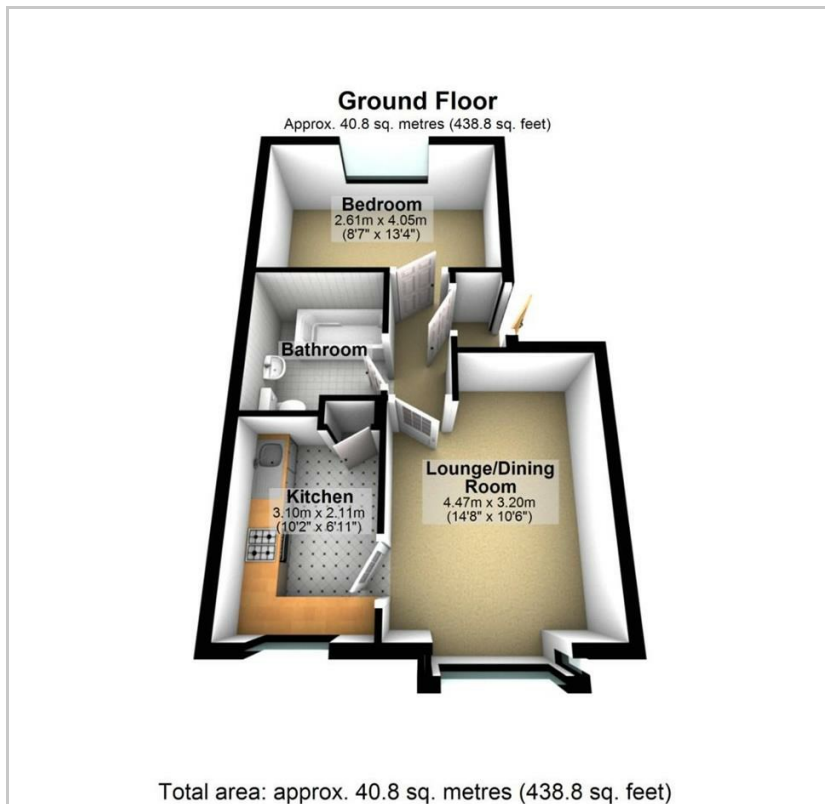 Ground Floor
Approx. 40.8 sq. metres (438.8 sq. feet)
Bedroom
2.61m x 4.05m
(8'7" x 13'4")
Bathroom
Lounge/Dining
Room
4.47m x 3.20m
(14'8" x 10'6")
Kitchen
3.10m x 2.11m
(10'2" x 6'11")
Total area: approx. 40.8 sq. metres (438.8 sq. feet)